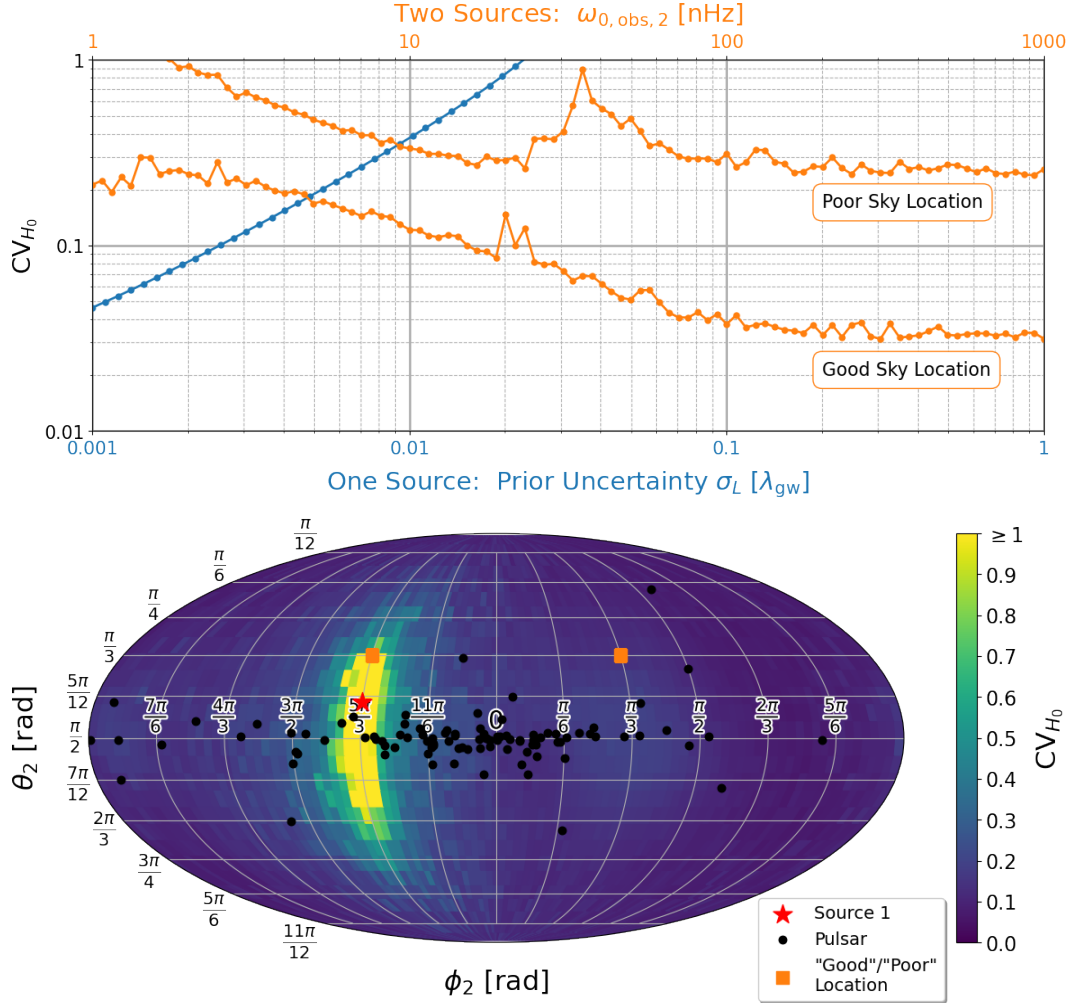 Two Sources: ω₀,obs,₂ [nHz]
1 10 100 1000
1
0.1
0.01
CV_H₀
Poor Sky Location
Good Sky Location
0.001 0.01 0.1 1
One Source: Prior Uncertainty σ_L [λ_gw]
π/12
π/6
π/4
π/3
5π/12
π/2
7π/12
2π/3
3π/4
5π/6
11π/12
θ₂ [rad]
7π/6 4π/3 3π/2 5π/3 11π/6 0 π/6 π/3 π/2 2π/3 5π/6
ϕ₂ [rad]
≥ 1
0.9
0.8
0.7
0.6
0.5
0.4
0.3
0.2
0.1
0.0
CV_H₀
Source 1
Pulsar
"Good"/"Poor"
Location